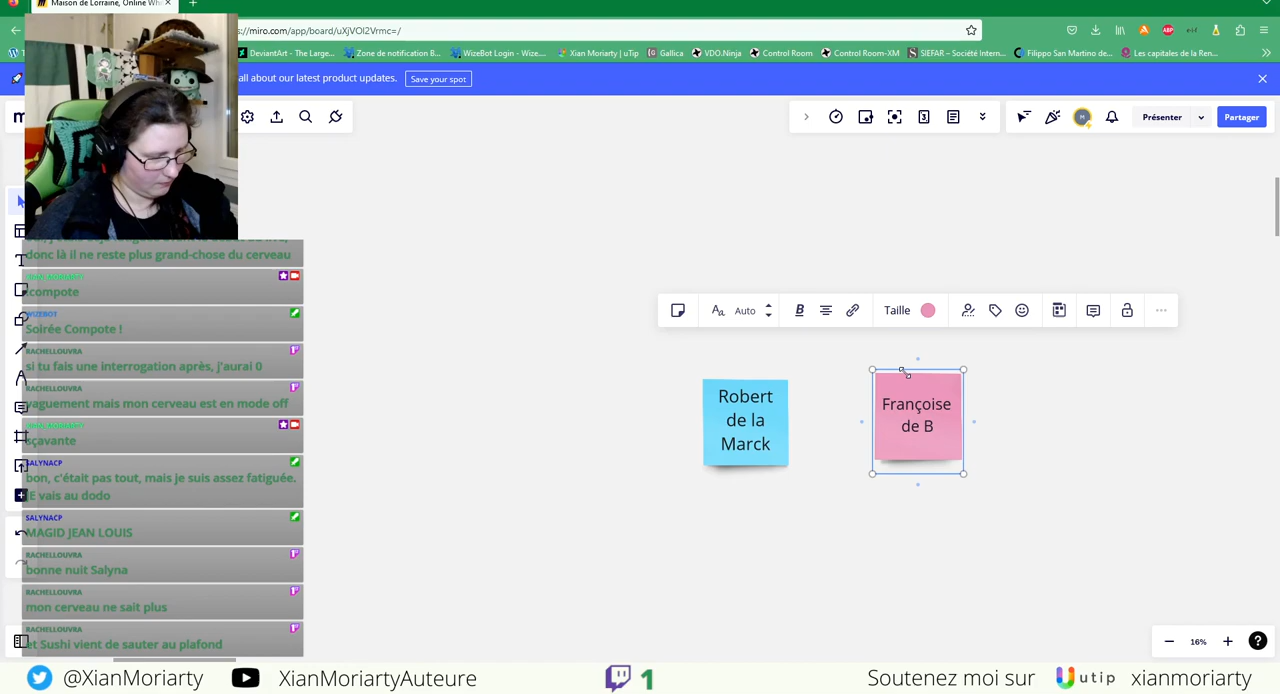 Maison de Lorraine, Online Wh
s://miro.com/app/board/uXjVOl2Vrmc=/
DeviantArt - The Large...
Zone de notification B...
WizeBot Login - Wize...
Xian Moriarty | uTip
Gallica
VDO.Ninja
Control Room
Control Room-XM
SIEFAR — Société Intern...
Filippo San Martino de...
Les capitales de la Ren...
all about our latest product updates.
Save your spot
Présenter
Partager
donc là il ne reste plus grand-chose du cerveau
compote
WIZEBOT
Soirée Compote !
RACHELLOUVRA
si tu fais une interrogation après, j'aurai 0
RACHELLOUVRA
vaguement mais mon cerveau est en mode off
sçavante
SALYNACP
bon, c'était pas tout, mais je suis assez fatiguée.
JE vais au dodo
SALYNACP
MAGID JEAN LOUIS
RACHELLOUVRA
bonne nuit Salyna
RACHELLOUVRA
mon cerveau ne sait plus
RACHELLOUVRA
et Sushi vient de sauter au plafond
Auto
B
Taille
Robert
de la
Marck
Françoise
de B
16%
@XianMoriarty
XianMoriartyAuteure
1
Soutenez moi sur
utip
xianmoriarty